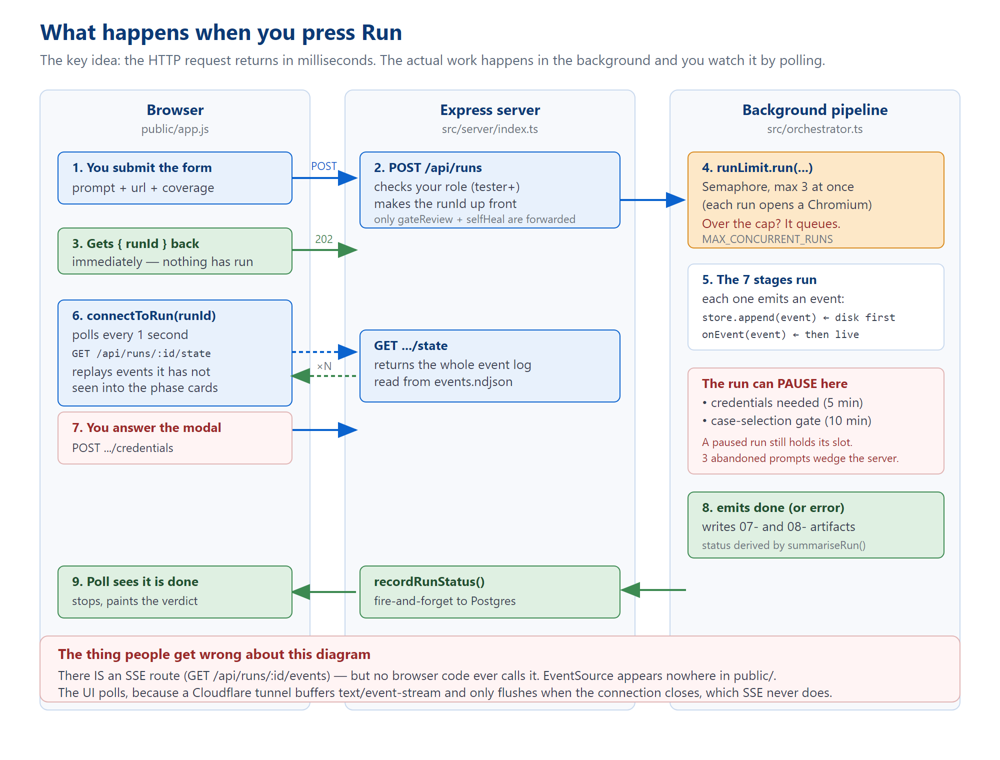 What happens when you press Run
The key idea: the HTTP request returns in milliseconds. The actual work happens in the background and you watch it by polling.
Browser
public/app.js
Express server
src/server/index.ts
Background pipeline
src/orchestrator.ts
1. You submit the form
prompt + url + coverage
POST
2. POST /api/runs
checks your role (tester+)
makes the runId up front
only gateReview + selfHeal are forwarded
3. Gets { runId } back
immediately — nothing has run
202
4. runLimit.run(...)
Semaphore, max 3 at once
(each run opens a Chromium)
Over the cap? It queues.
MAX_CONCURRENT_RUNS
5. The 7 stages run
each one emits an event:
store.append(event) ← disk first
onEvent(event) ← then live
6. connectToRun(runId)
polls every 1 second
GET /api/runs/:id/state
replays events it has not
seen into the phase cards
×N
GET .../state
returns the whole event log
read from events.ndjson
The run can PAUSE here
• credentials needed (5 min)
• case-selection gate (10 min)
A paused run still holds its slot.
3 abandoned prompts wedge the server.
7. You answer the modal
POST .../credentials
8. emits done (or error)
writes 07- and 08- artifacts
status derived by summariseRun()
9. Poll sees it is done
stops, paints the verdict
recordRunStatus()
fire-and-forget to Postgres
The thing people get wrong about this diagram
There IS an SSE route (GET /api/runs/:id/events) — but no browser code ever calls it. EventSource appears nowhere in public/.
The UI polls, because a Cloudflare tunnel buffers text/event-stream and only flushes when the connection closes, which SSE never does.